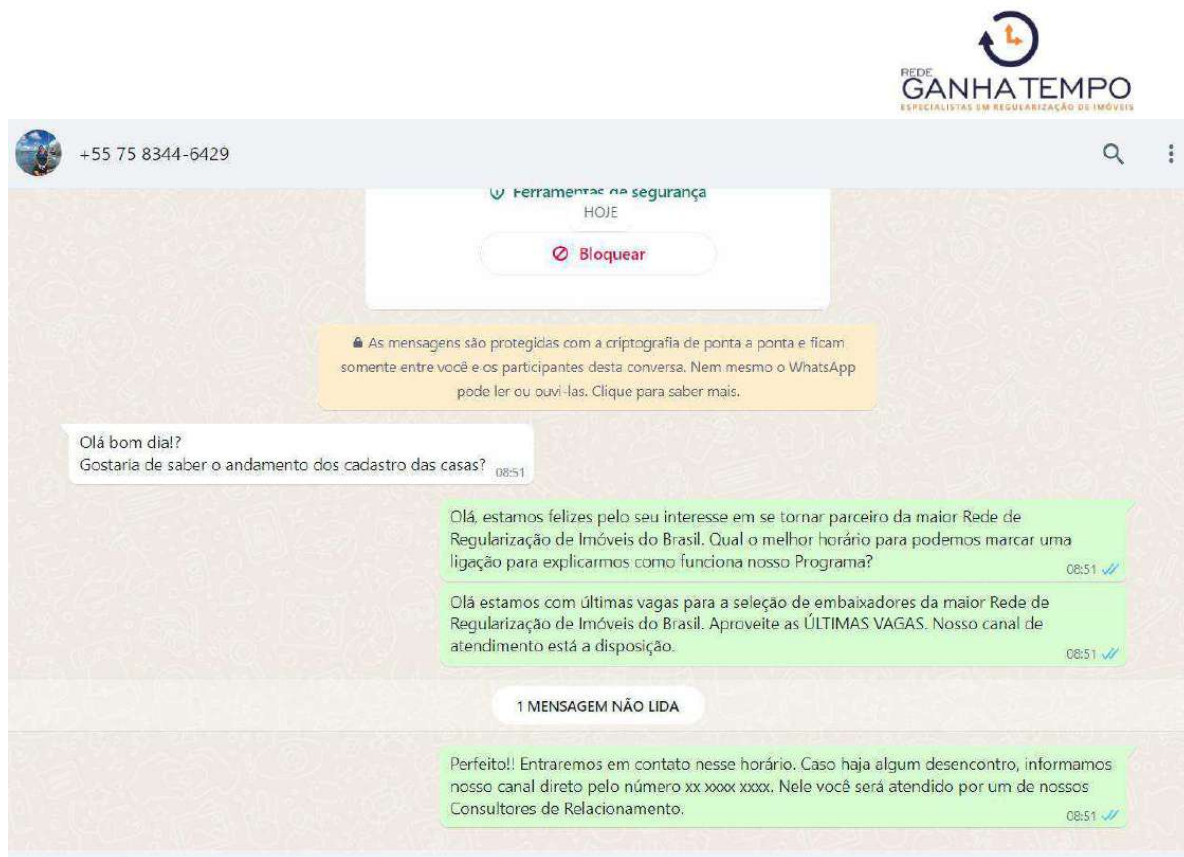 REDE
GANHA TEMPO
ESPECIALISTAS EM REGULARIZAÇÃO DE IMÓVEIS
+55 75 8344-6429
Ferramentas de segurança
HOJE
Bloquear
As mensagens são protegidas com a criptografia de ponta a ponta e ficam
somente entre você e os participantes desta conversa. Nem mesmo o WhatsApp
pode ler ou ouvi-las. Clique para saber mais.
Olá bom dia!?
Gostaria de saber o andamento dos cadastro das casas? 08:51
Olá, estamos felizes pelo seu interesse em se tornar parceiro da maior Rede de
Regularização de Imóveis do Brasil. Qual o melhor horário para podemos marcar uma
ligação para explicarmos como funciona nosso Programa? 08:51
Olá estamos com últimas vagas para a seleção de embaixadores da maior Rede de
Regularização de Imóveis do Brasil. Aproveite as ÚLTIMAS VAGAS. Nosso canal de
atendimento está a disposição. 08:51
1 MENSAGEM NÃO LIDA
Perfeito!! Entraremos em contato nesse horário. Caso haja algum desencontro, informamos
nosso canal direto pelo número xx xxxx xxxx. Nele você será atendido por um de nossos
Consultores de Relacionamento. 08:51